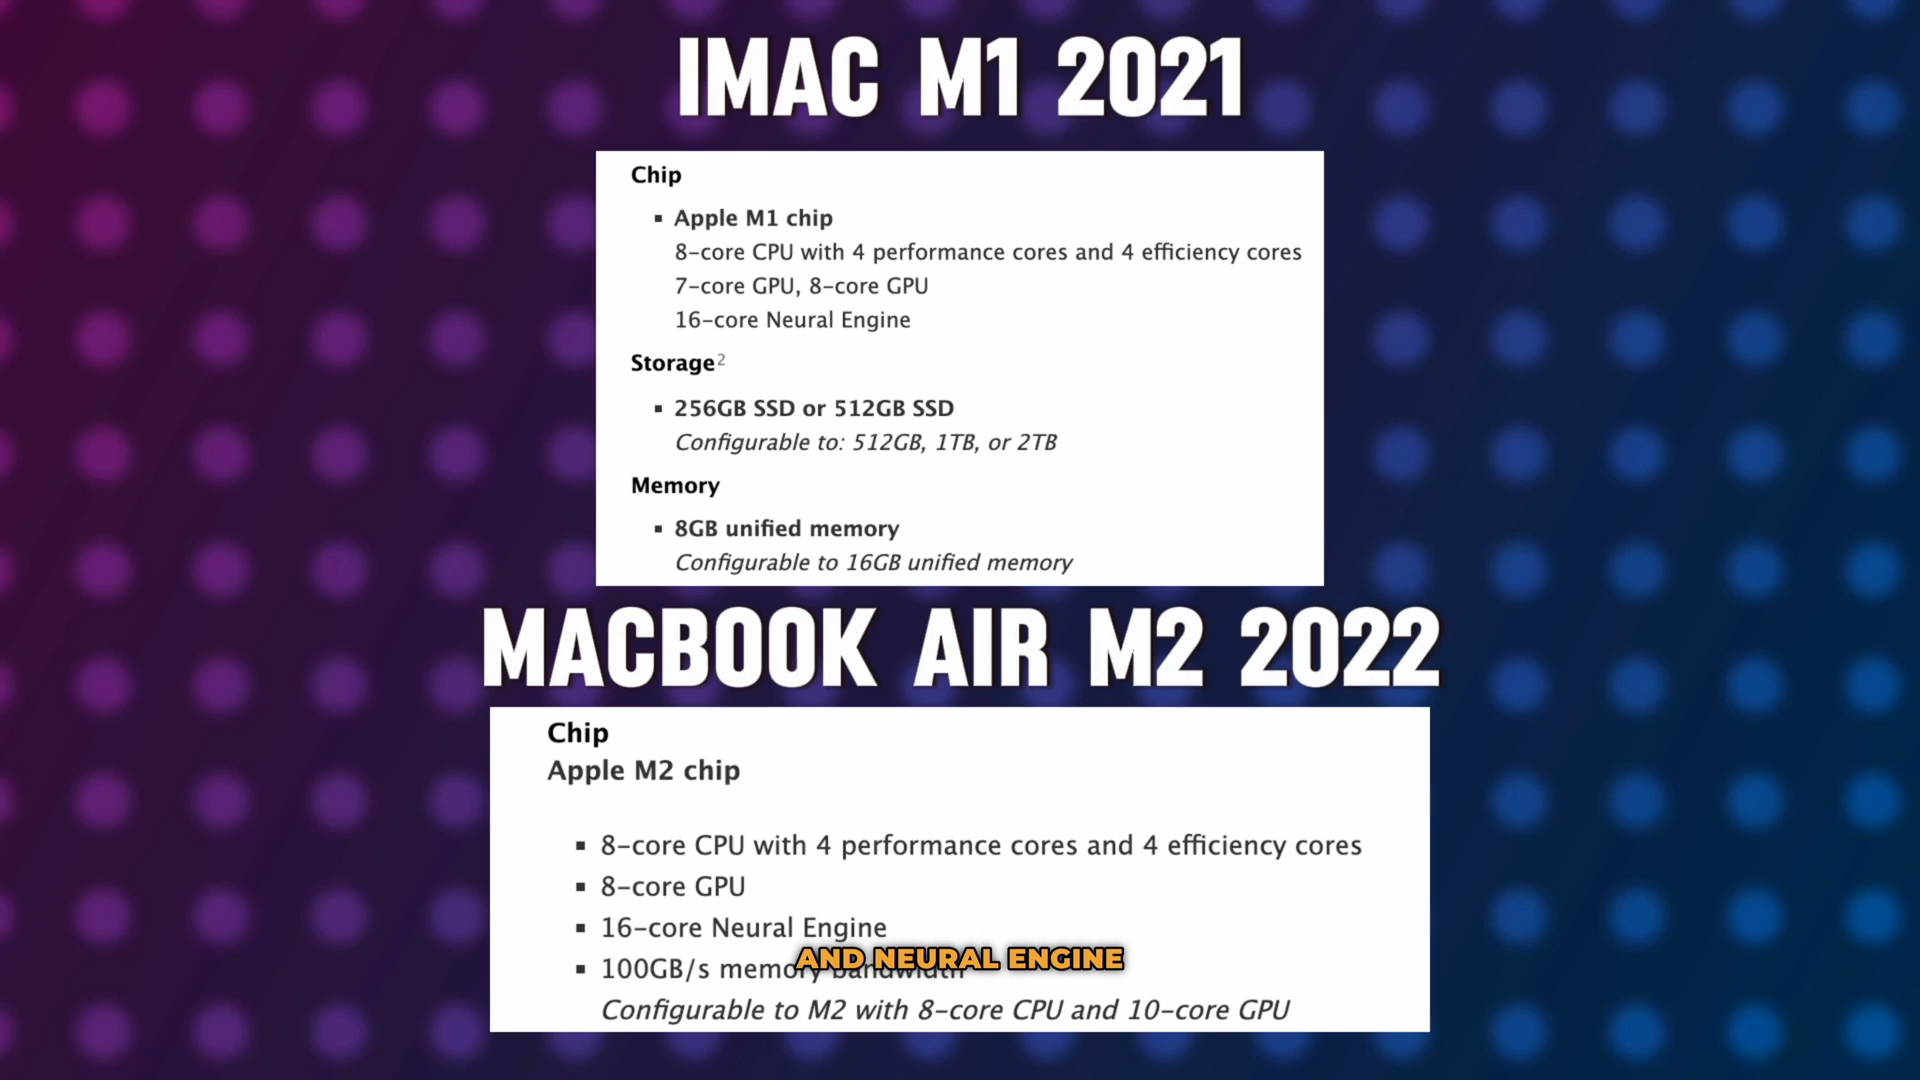 IMAC M1 2021
Chip
▪ Apple M1 chip
8-core CPU with 4 performance cores and 4 efficiency cores
7-core GPU, 8-core GPU
16-core Neural Engine
Storage2
▪ 256GB SSD or 512GB SSD
Configurable to: 512GB, 1TB, or 2TB
Memory
▪ 8GB unified memory
Configurable to 16GB unified memory
MACBOOK AIR M2 2022
Chip
Apple M2 chip
▪ 8-core CPU with 4 performance cores and 4 efficiency cores
▪ 8-core GPU
▪ 16-core Neural Engine
AND NEURAL ENGINE
▪ 100GB/s memory bandwidth
Configurable to M2 with 8-core CPU and 10-core GPU